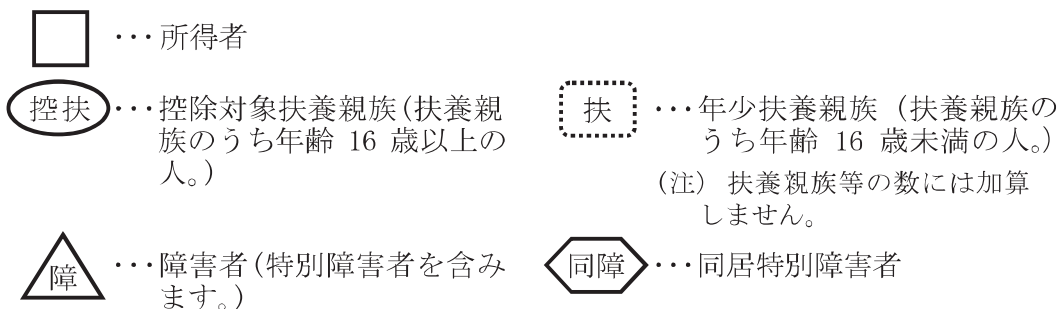 ･･･所得者
控扶･･･控除対象扶養親族(扶養親
族のうち年齢 16 歳以上の
人｡)
扶 ･･･年少扶養親族 (扶養親族の
うち年齢 16 歳未満の人｡)
(注) 扶養親族等の数には加算
しません｡
障 ･･･障害者(特別障害者を含み
ます｡)
同障･･･同居特別障害者